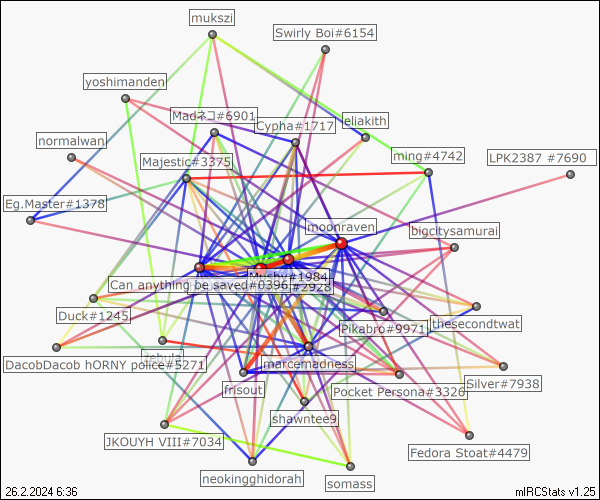 mukszi
Swirly Boi#6154
yoshimanden
Madネコ#6901
eliakith
Cypha#1717
normalwan
ming#4742
Majestic#3375
LPK2387 #7690
Eg.Master#1378
moonraven
bigcitysamurai
Mushy#1984
Can anything be saved#0396
#2928
Duck#1245
Pikabro#9971
thesecondtwat
zebula
marcemadness
DacobDacob hORNY police#5271
frisout
Pocket Persona#3326
Silver#7938
shawntee9
JKOUYH VIII#7034
Fedora Stoat#4479
neokingghidorah
somass
26.2.2024 6:36
mIRCStats v1.25